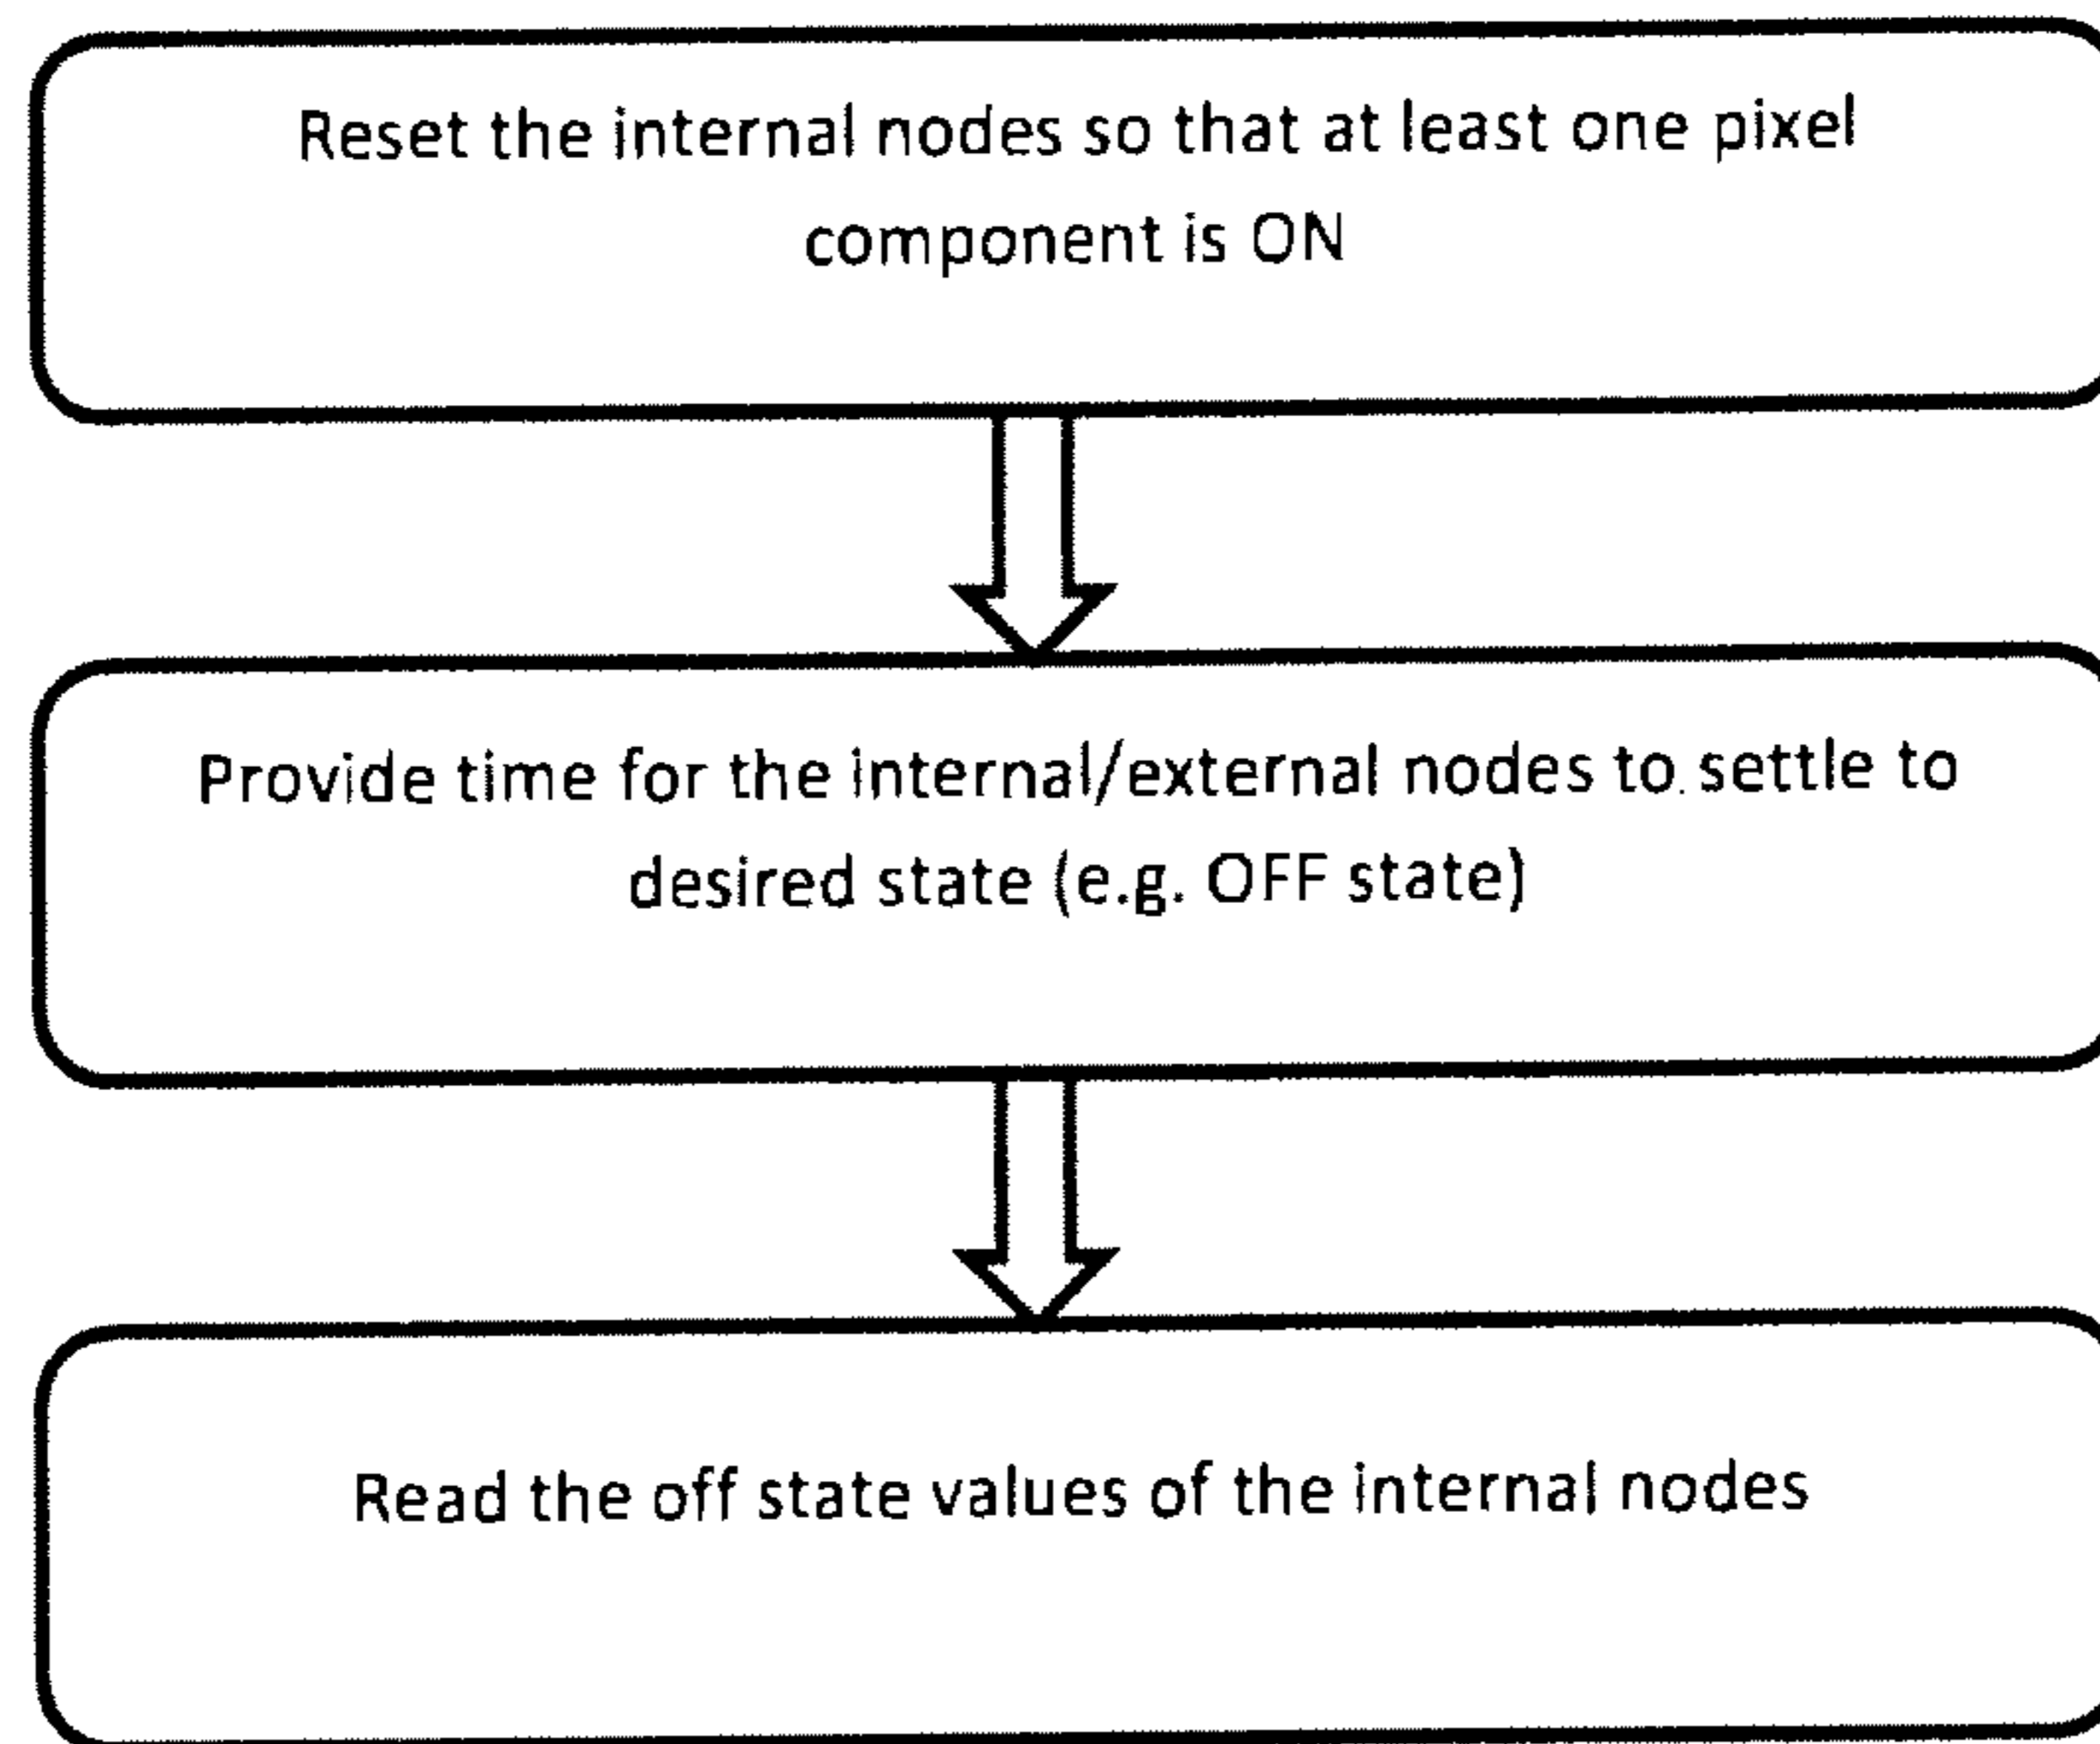 Reset the internal nodes so that at least one pixel
component is ON
Provide time for the internal/external nodes to settle to
desired state (e.g. OFF state)
Read the off state values of the internal nodes